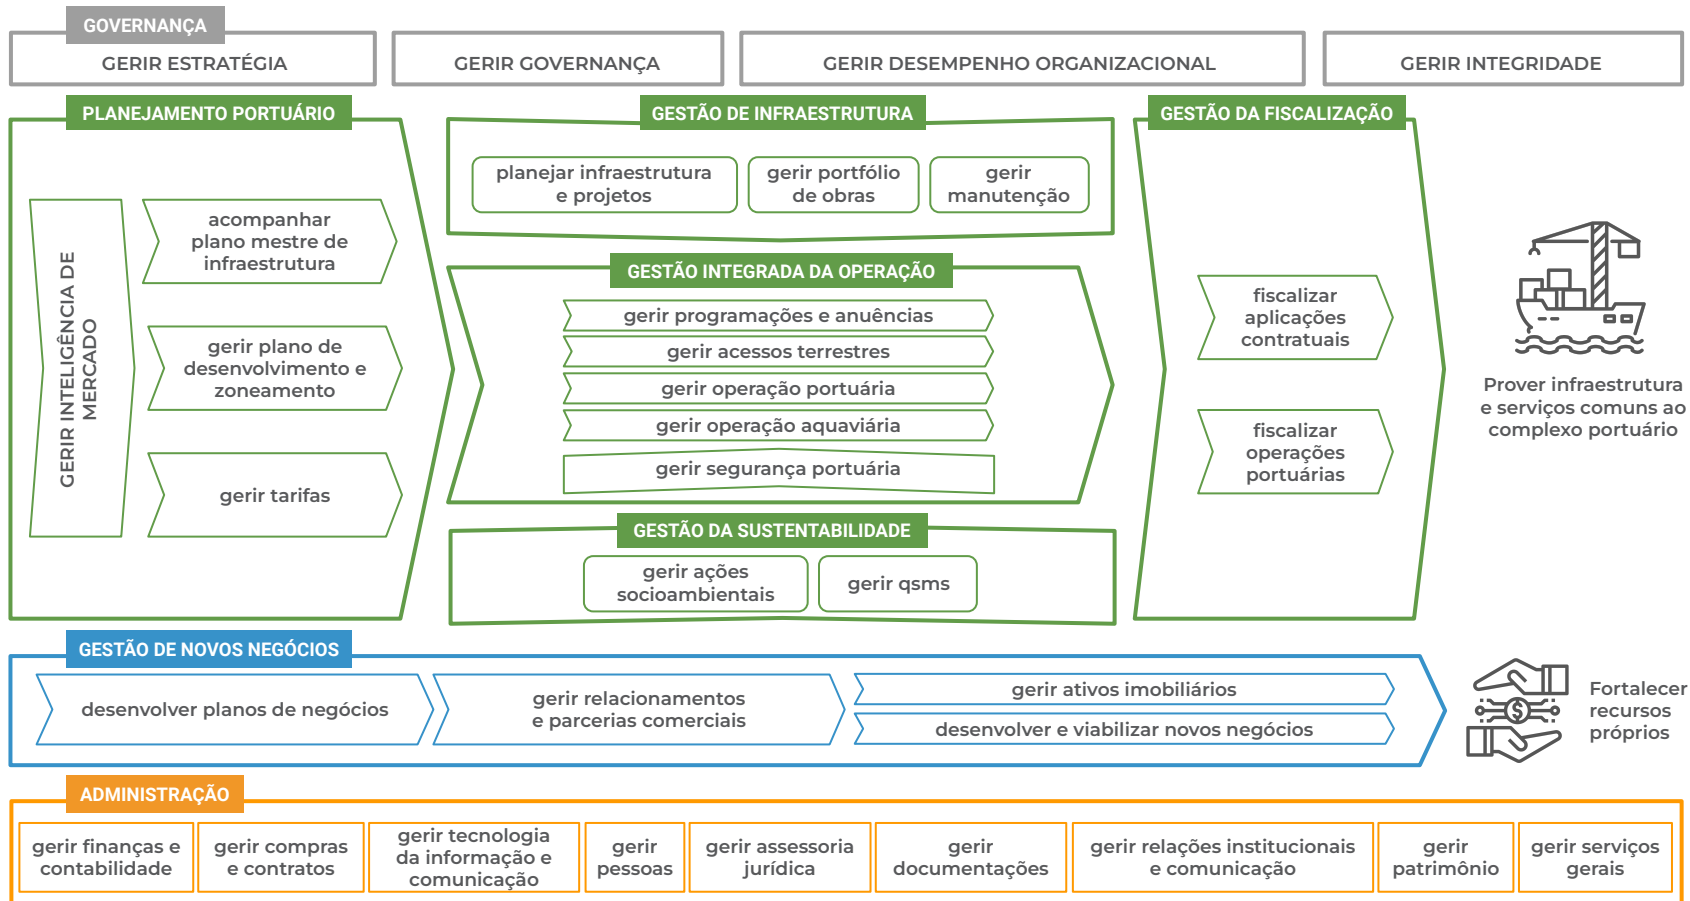 GOVERNANÇA
GERIR ESTRATÉGIA
GERIR GOVERNANÇA
GERIR DESEMPENHO ORGANIZACIONAL
GERIR INTEGRIDADE
PLANEJAMENTO PORTUÁRIO
GERIR INTELIGÊNCIA DE
MERCADO
acompanhar
plano mestre de
infraestrutura
gerir plano de
desenvolvimento e
zoneamento
gerir tarifas
GESTÃO DE INFRAESTRUTURA
planejar infraestrutura
e projetos
gerir portfólio
de obras
gerir
manutenção
GESTÃO INTEGRADA DA OPERAÇÃO
gerir programações e anuências
gerir acessos terrestres
gerir operação portuária
gerir operação aquaviária
gerir segurança portuária
GESTÃO DA SUSTENTABILIDADE
gerir ações
socioambientais
gerir qsms
GESTÃO DA FISCALIZAÇÃO
fiscalizar
aplicações
contratuais
fiscalizar
operações
portuárias
Prover infraestrutura
e serviços comuns ao
complexo portuário
GESTÃO DE NOVOS NEGÓCIOS
desenvolver planos de negócios
gerir relacionamentos
e parcerias comerciais
gerir ativos imobiliários
desenvolver e viabilizar novos negócios
$
Fortalecer
recursos
próprios
ADMINISTRAÇÃO
gerir finanças e
contabilidade
gerir compras
e contratos
gerir tecnologia
da informação e
comunicação
gerir
pessoas
gerir assessoria
jurídica
gerir
documentações
gerir relações institucionais
e comunicação
gerir
patrimônio
gerir serviços
gerais